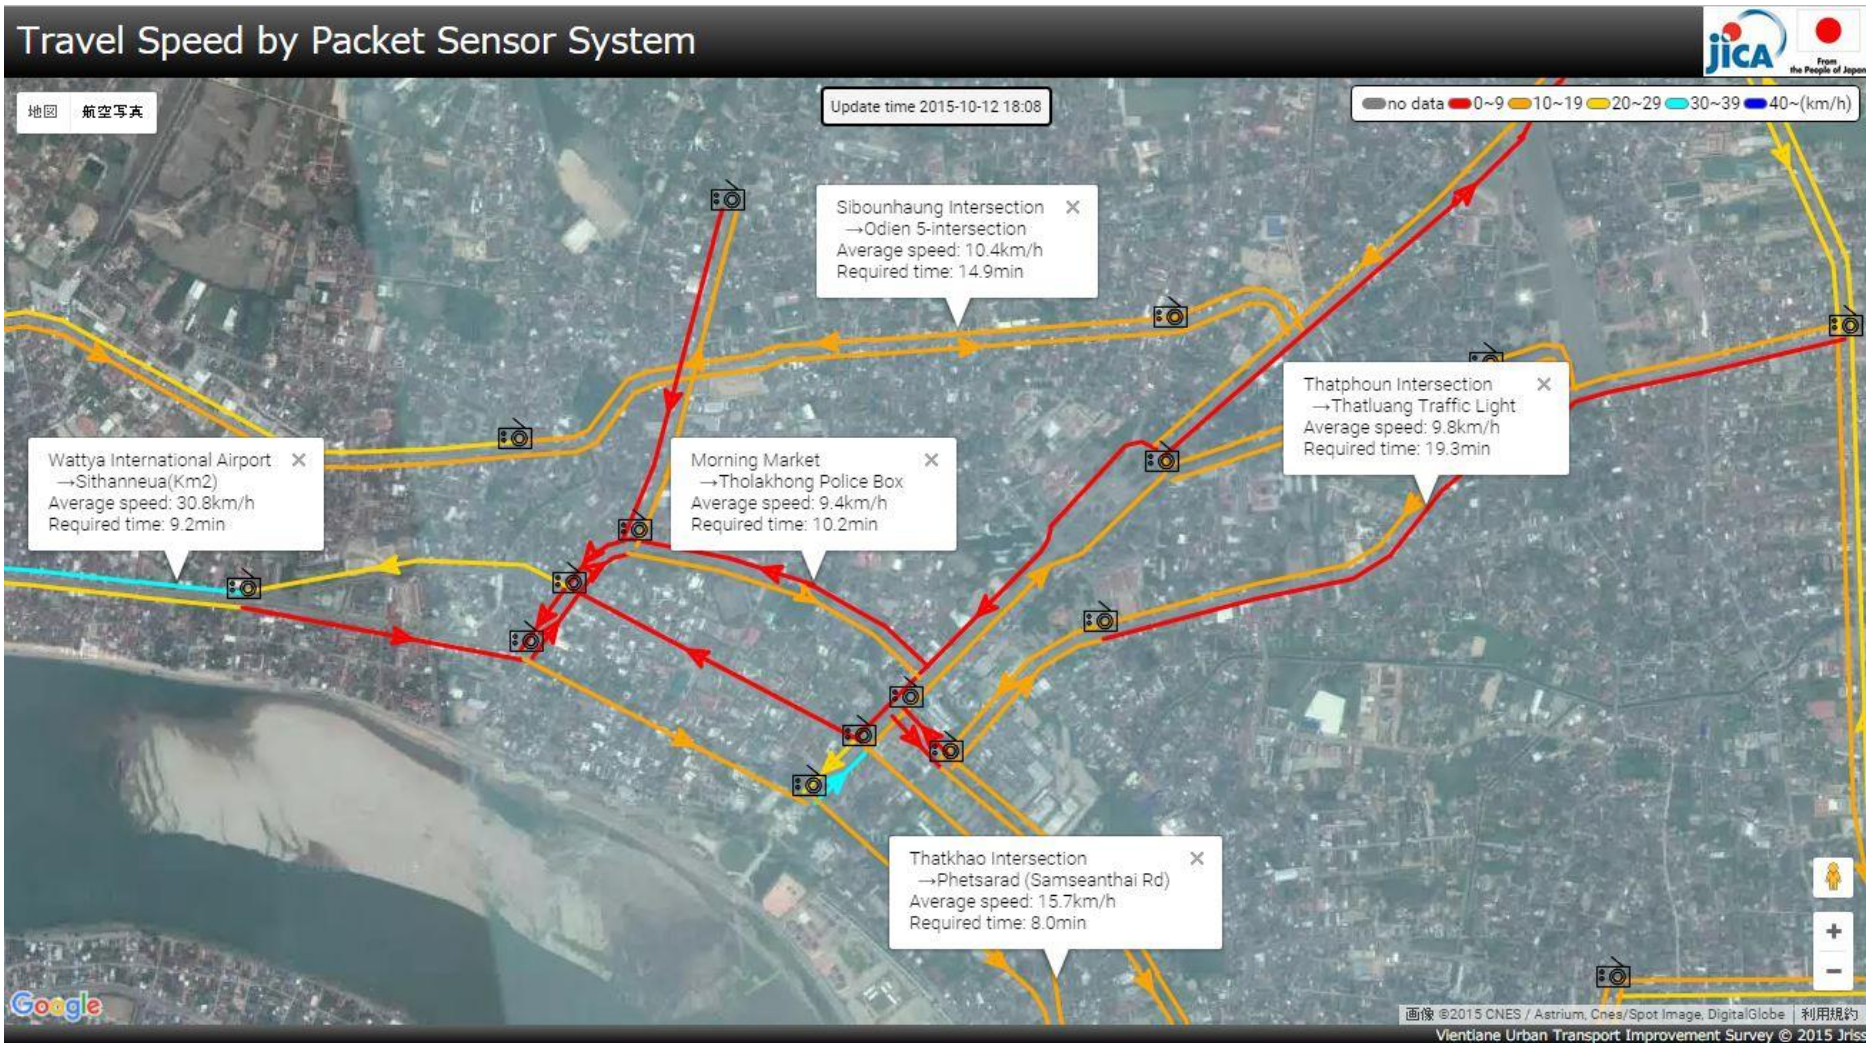 Travel Speed by Packet Sensor System
jICA
From
the People of Japan
地図 航空写真
Update time 2015-10-12 18:08
no data 0~9 10~19 20~29 30~39 40~(km/h)
Sibounhaung Intersection
→Odien 5-intersection
Average speed: 10.4km/h
Required time: 14.9min
Thatphoun Intersection
→Thatluang Traffic Light
Average speed: 9.8km/h
Required time: 19.3min
Wattya International Airport
→Sithanneua(Km2)
Average speed: 30.8km/h
Required time: 9.2min
Morning Market
→Tholakhong Police Box
Average speed: 9.4km/h
Required time: 10.2min
Thatkhao Intersection
→Phetsarad (Samseanthai Rd)
Average speed: 15.7km/h
Required time: 8.0min
Google
画像 ©2015 CNES / Astrium, Cnes/Spot Image, DigitalGlobe 利用規約
Vientiane Urban Transport Improvement Survey © 2015 Jriss